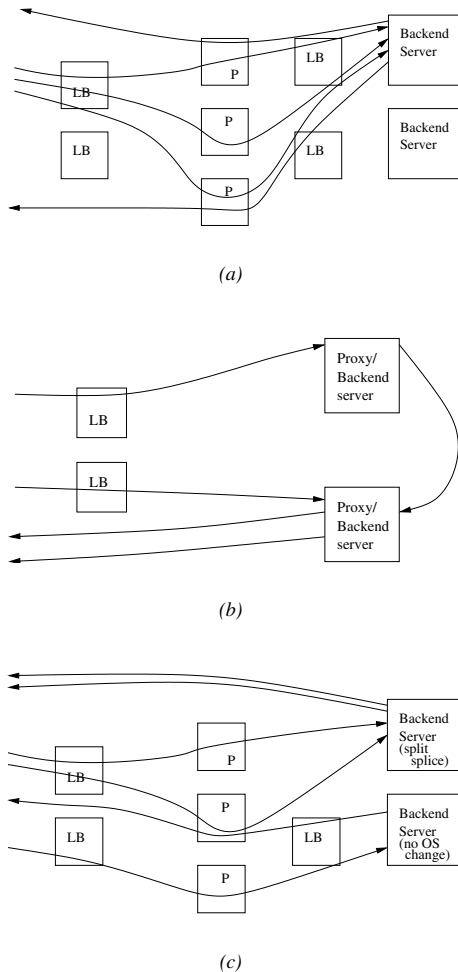 Backend
Server
P
LB
LB
P
Backend
Server
LB
LB
P
(a)
Proxy/
Backend
server
LB
LB
Proxy/
Backend
server
(b)
Backend
Server
(split
splice)
P
LB
P
Backend
Server
(no OS
change)
LB
LB
P
(c)